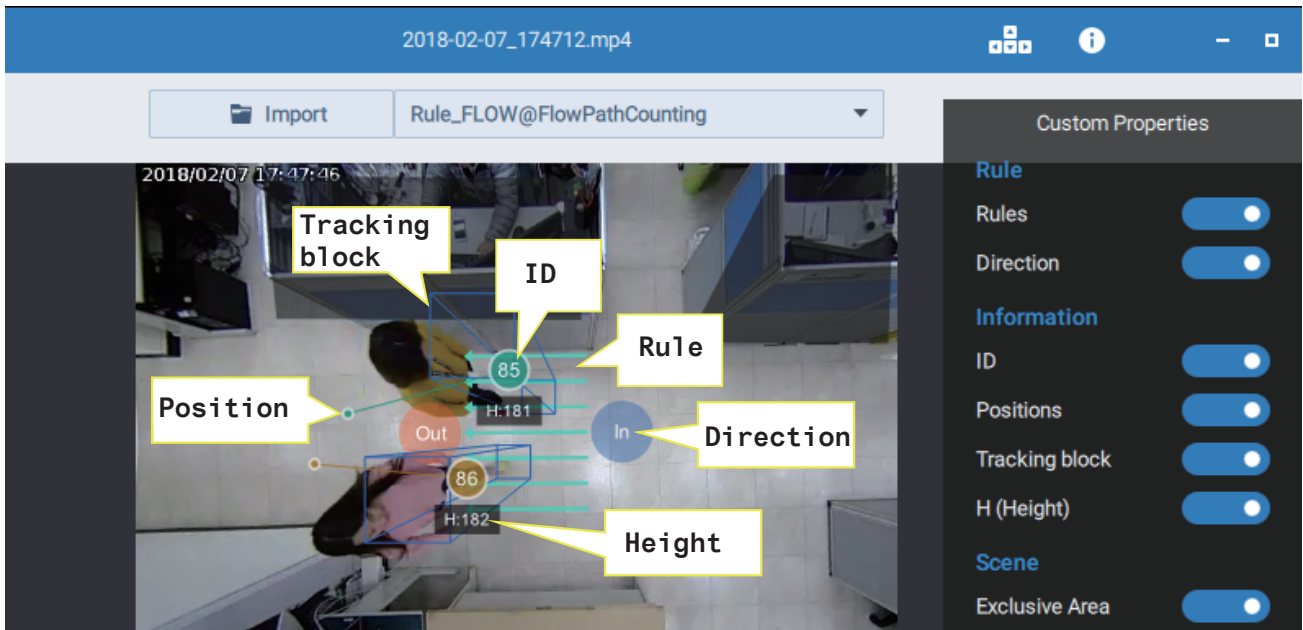 2018-02-07_174712.mp4
Import
Rule_FLOW@FlowPathCounting
Custom Properties
2018/02/07 17:47:46
Rule
Rules
Direction
Information
ID
Positions
Tracking block
H (Height)
Scene
Exclusive Area
Tracking
block
ID
Rule
85
H:181
Position
Out
In
Direction
86
H:182
Height